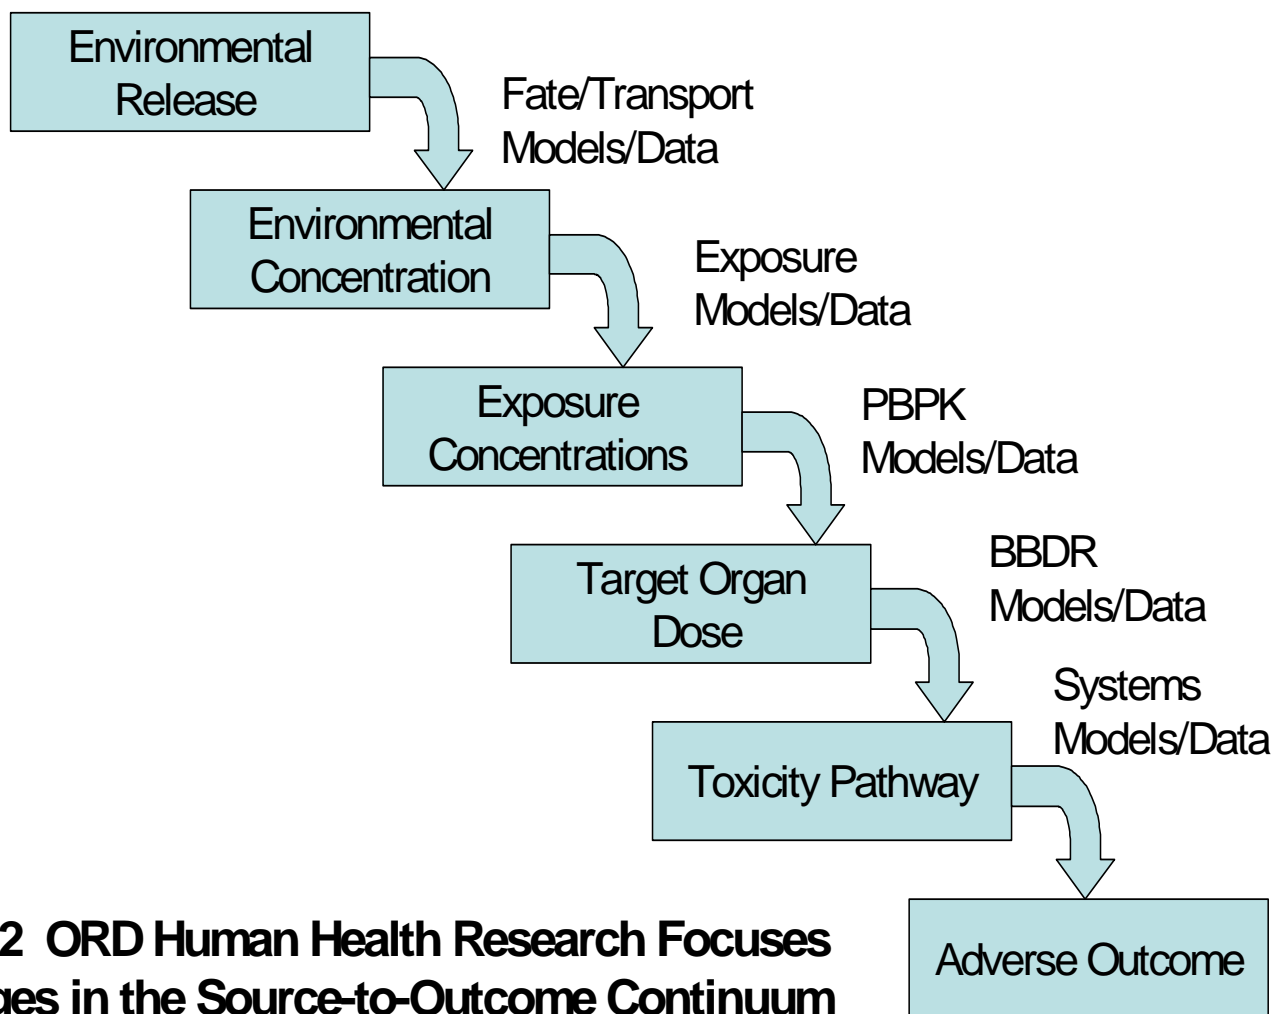 Environmental
Release
Fate/Transport
Models/Data
Environmental
Concentration
Exposure
Models/Data
Exposure
Concentrations
PBPK
Models/Data
Target Organ
Dose
BBDR
Models/Data
Toxicity Pathway
Systems
Models/Data
Adverse Outcome
2 ORD Human Health Research Focuses
in the Source-to-Outcome Continuum